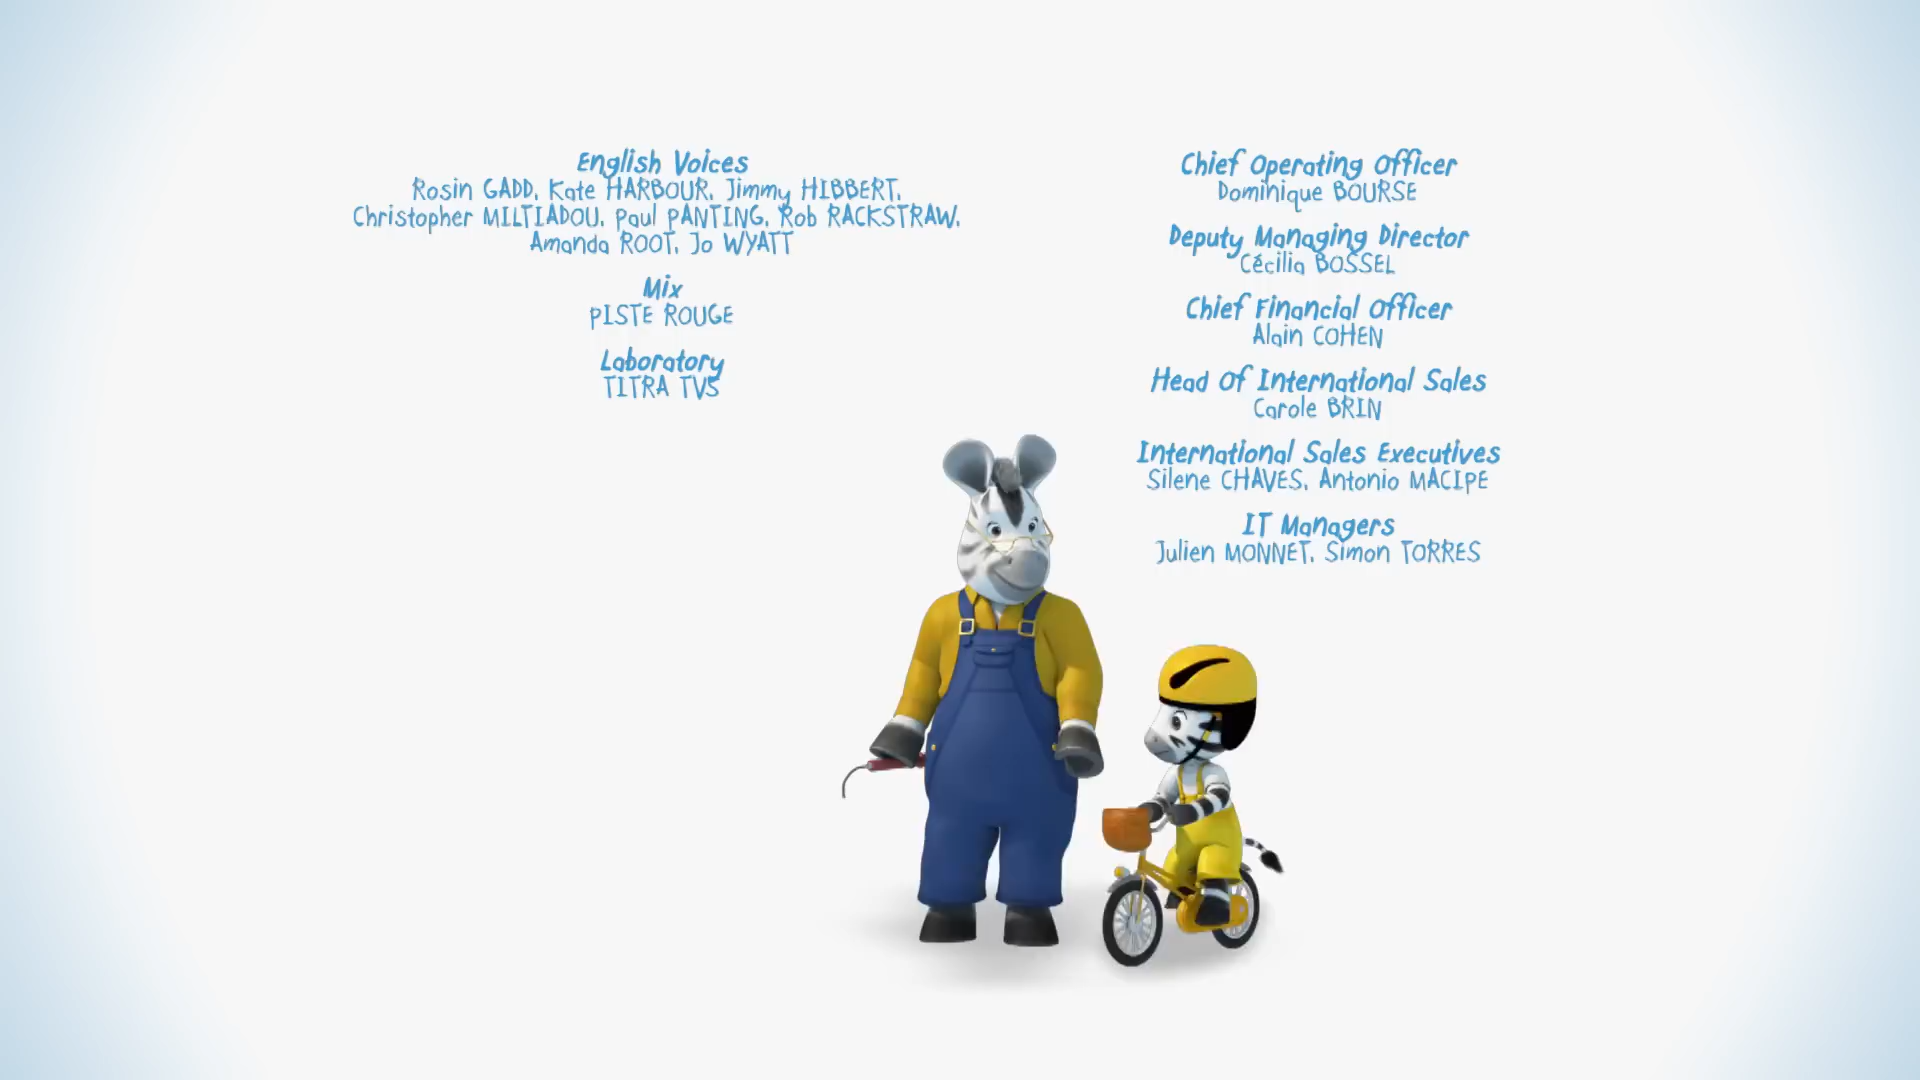 English Voices
Rosin GADD, Kate HARBOUR, Jimmy HIBBERT,
Christopher MILTIADOU, Paul PANTING, Rob RACKSTRAW,
Amanda ROOT, Jo WYATT
Mix
PISTE ROUGE
Laboratory
TITRA TVS
Chief Operating Officer
Dominique BOURSE
Deputy Managing Director
Cécilia BOSSEL
Chief Financial Officer
Alain COHEN
Head Of International Sales
Carole BRIN
International Sales Executives
Silene CHAVES, Antonio MACIPE
IT Managers
Julien MONNET, Simon TORRES